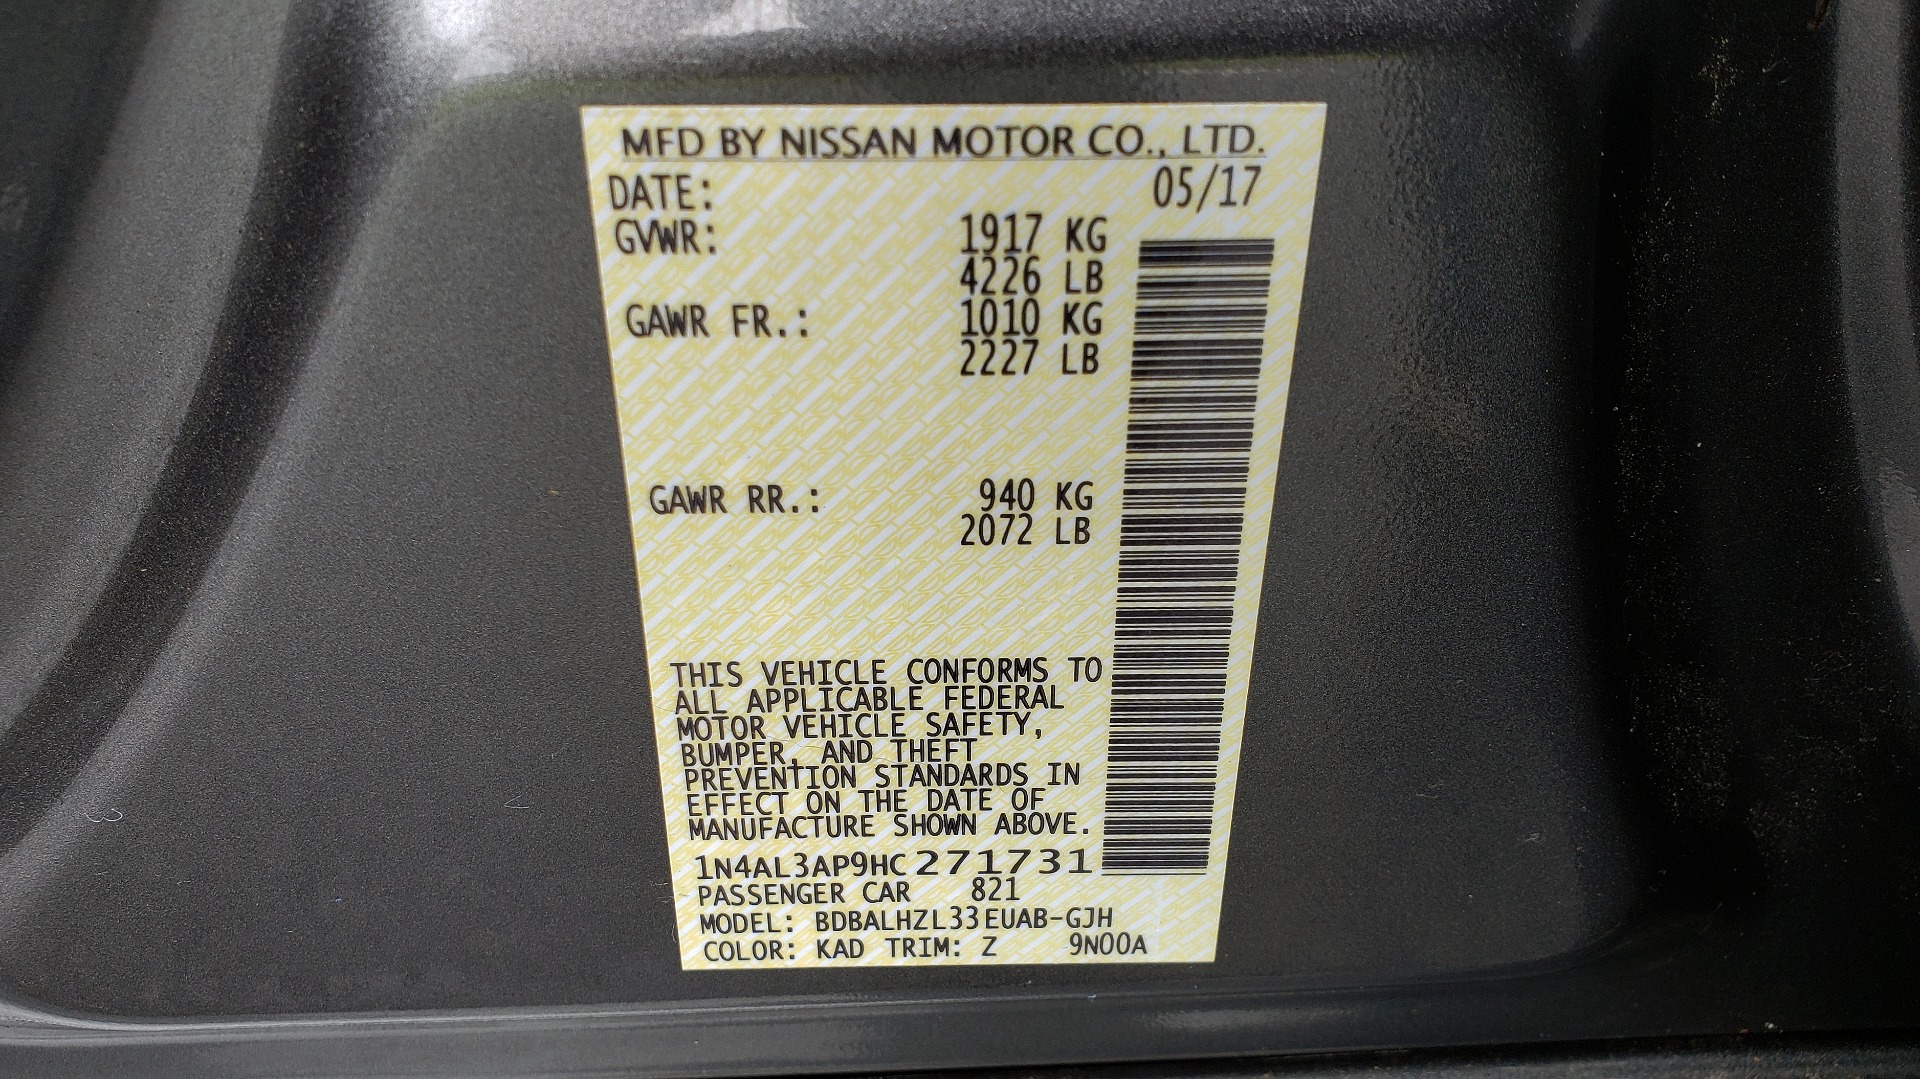 MFD BY NISSAN MOTOR CO., LTD.
DATE: 05/17
GVWR: 1917 KG
4226 LB
GAWR FR.: 1010 KG
2227 LB
GAWR RR.: 940 KG
2072 LB
THIS VEHICLE CONFORMS TO
ALL APPLICABLE FEDERAL
MOTOR VEHICLE SAFETY,
BUMPER, AND THEFT
PREVENTION STANDARDS IN
EFFECT ON THE DATE OF
MANUFACTURE SHOWN ABOVE.
1N4AL3AP9HC271731
PASSENGER CAR 821
MODEL: BDBALHZL33EUAB-GJH
COLOR: KAD TRIM: Z 9N00A